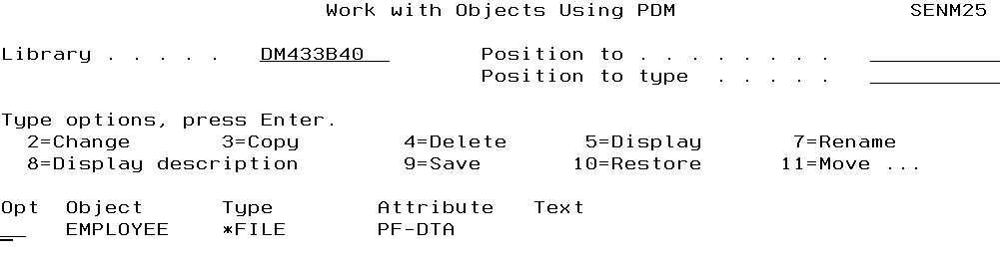 Work with Objects Using PDM SENM25
Library . . . . . DM433B40 Position to . . . . . . . .
Position to type . . . . .
Type options, press Enter.
2=Change 3=Copy 4=Delete 5=Display 7=Rename
8=Display description 9=Save 10=Restore 11=Move ...
Opt Object Type Attribute Text
EMPLOYEE *FILE PF-DTA